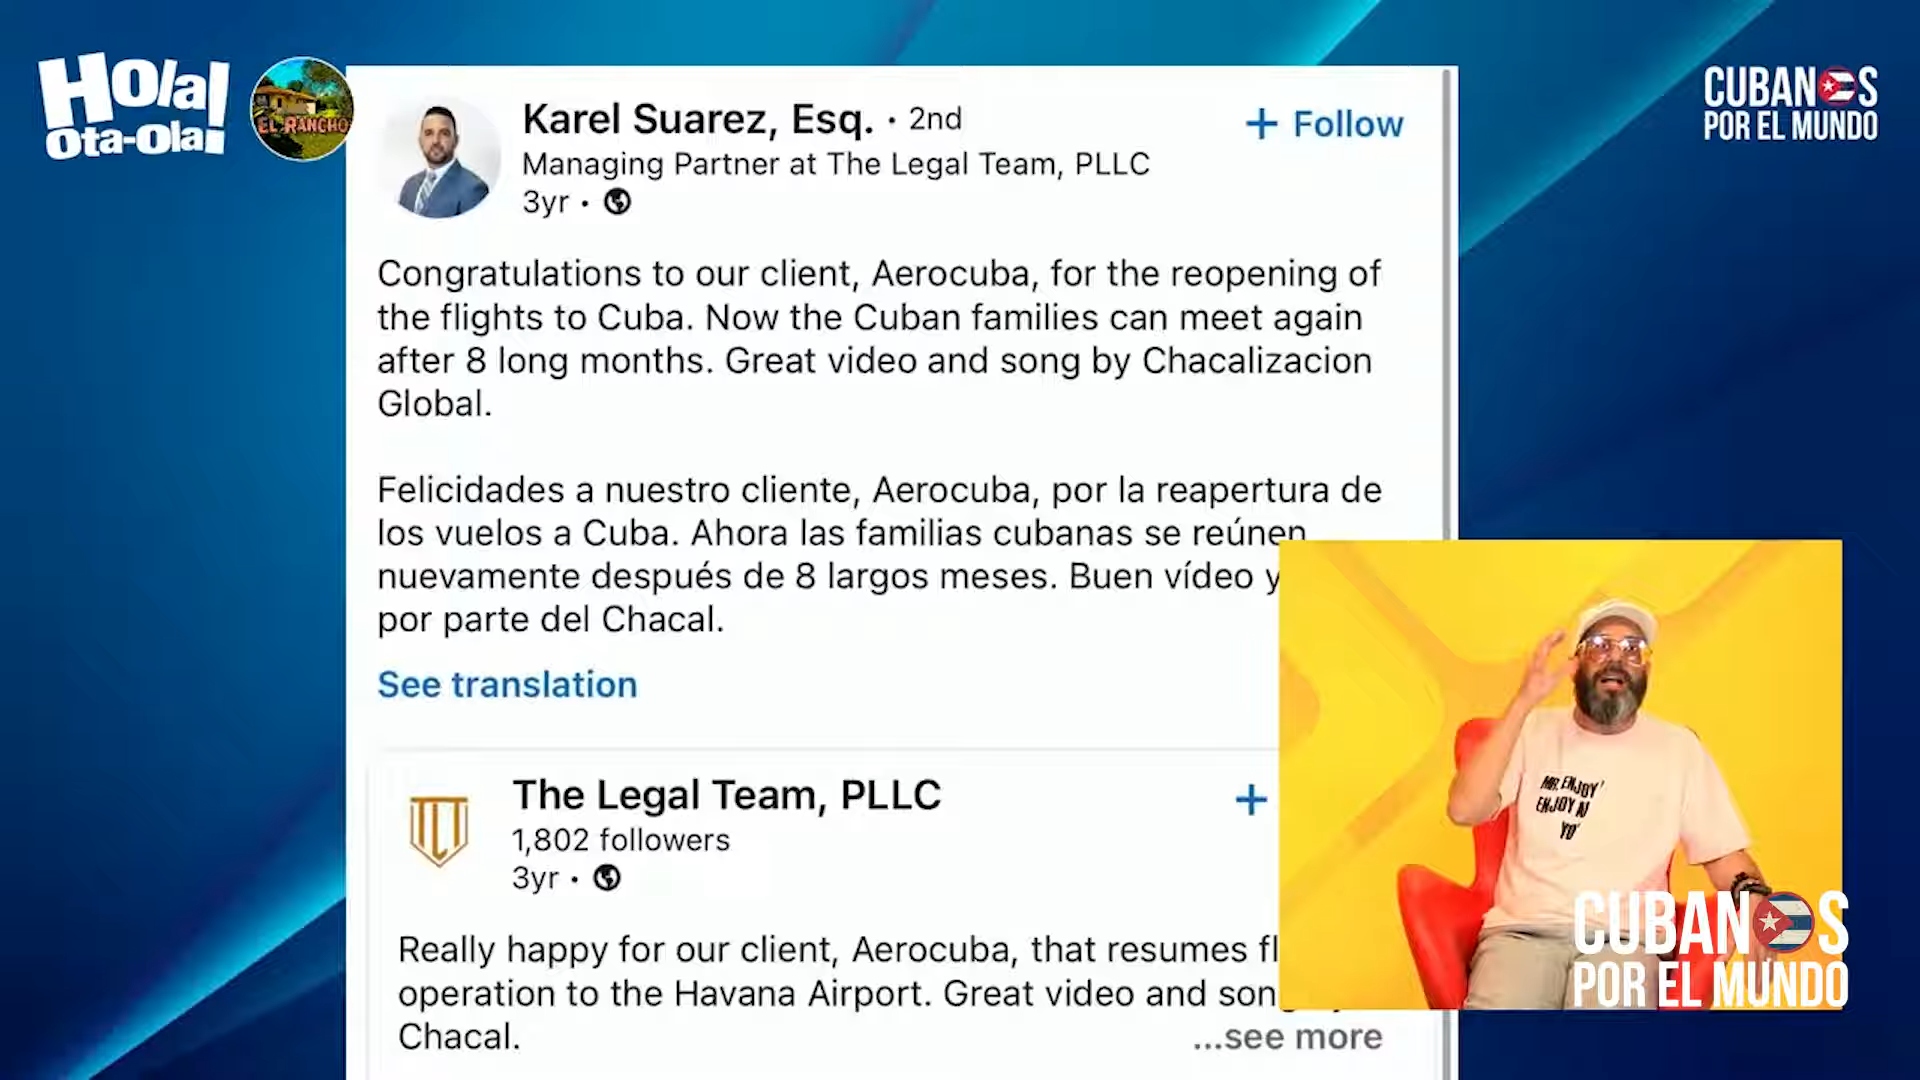 Hola!
Ota-Ola!
EL RANCHO
CUBANOS
POR EL MUNDO
Karel Suarez, Esq. • 2nd
+ Follow
Managing Partner at The Legal Team, PLLC
3yr •
Congratulations to our client, Aerocuba, for the reopening of
the flights to Cuba. Now the Cuban families can meet again
after 8 long months. Great video and song by Chacalizacion
Global.
Felicidades a nuestro cliente, Aerocuba, por la reapertura de
los vuelos a Cuba. Ahora las familias cubanas se reúnen
nuevamente después de 8 largos meses. Buen vídeo y
por parte del Chacal.
See translation
The Legal Team, PLLC
+
1,802 followers
3yr •
Really happy for our client, Aerocuba, that resumes fl
operation to the Havana Airport. Great video and son
Chacal.
...see more
MR. ENJOY'
ENJOY N
YO'
CUBANOS
POR EL MUNDO